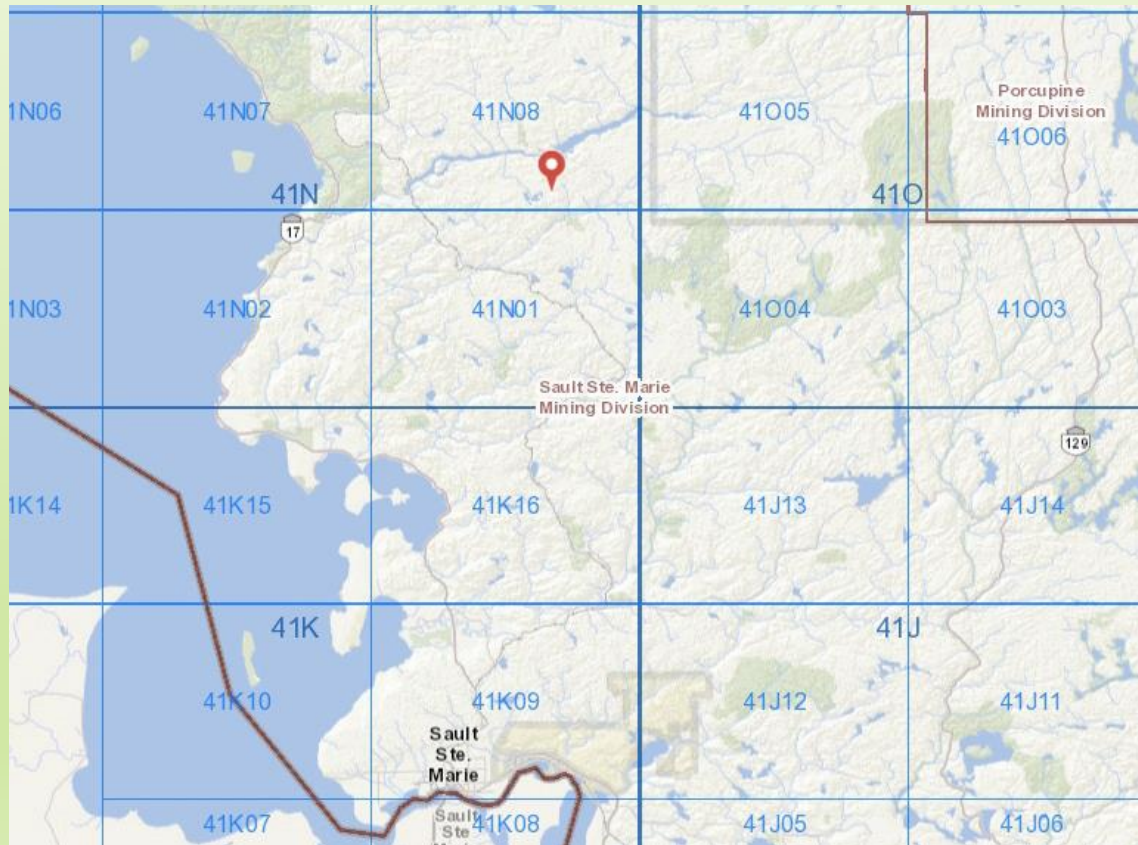 Porcupine
Mining Division
1N06
41N07
41N08
41O05
41O06
41N
41O
17
1N03
41N02
41N01
41O04
41O03
Sault Ste. Marie
Mining Division
129
1K14
41K15
41K16
41J13
41J14
41K
41J
41K10
41K09
41J12
41J11
Sault
Ste.
Marie
41K07
Sault
Ste
41K08
41J05
41J06